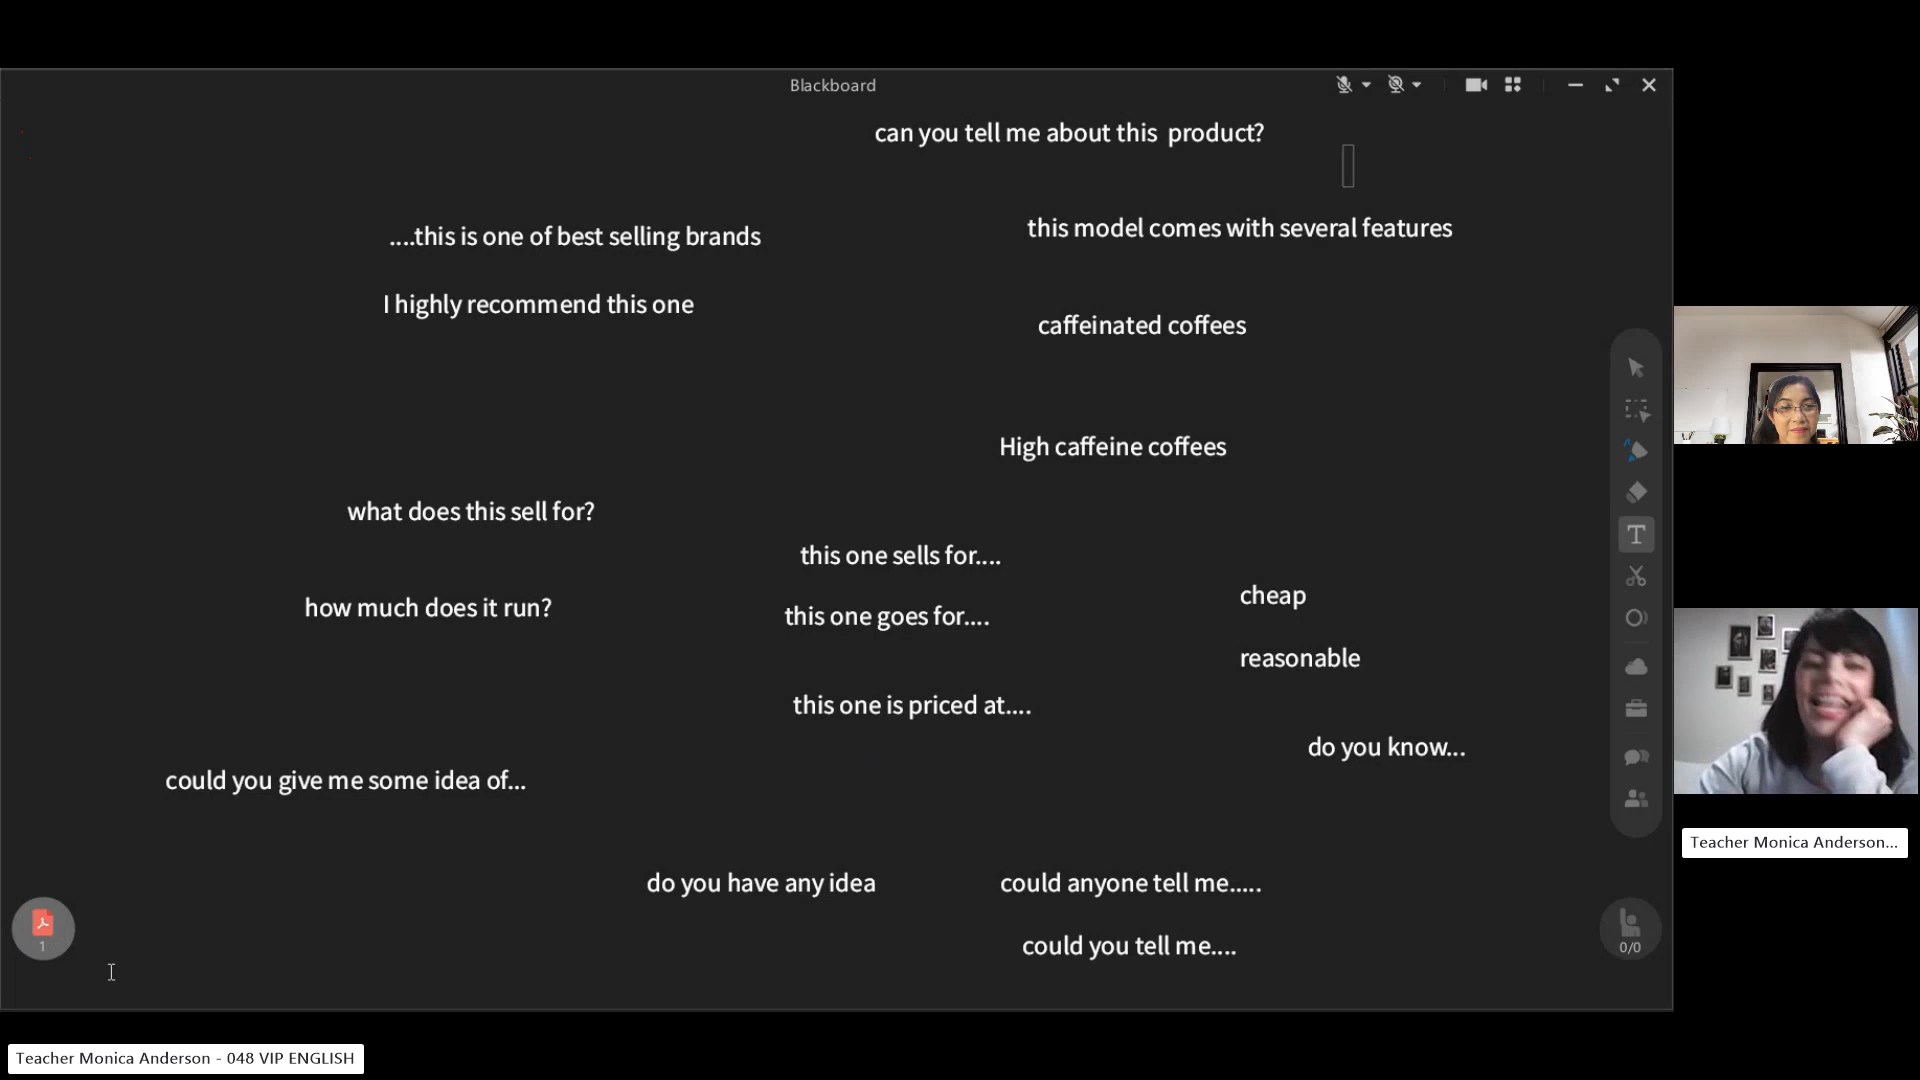 Blackboard
can you tell me about this  product?
....this is one of best selling brands
this model comes with several features
I highly recommend this one
caffeinated coffees
High caffeine coffees
what does this sell for?
this one sells for....
cheap
how much does it run?
this one goes for....
reasonable
this one is priced at....
do you know...
could you give me some idea of...
Teacher Monica Anderson...
do you have any idea
could anyone tell me.....
could you tell me....
1
0/0
Teacher Monica Anderson - 048 VIP ENGLISH